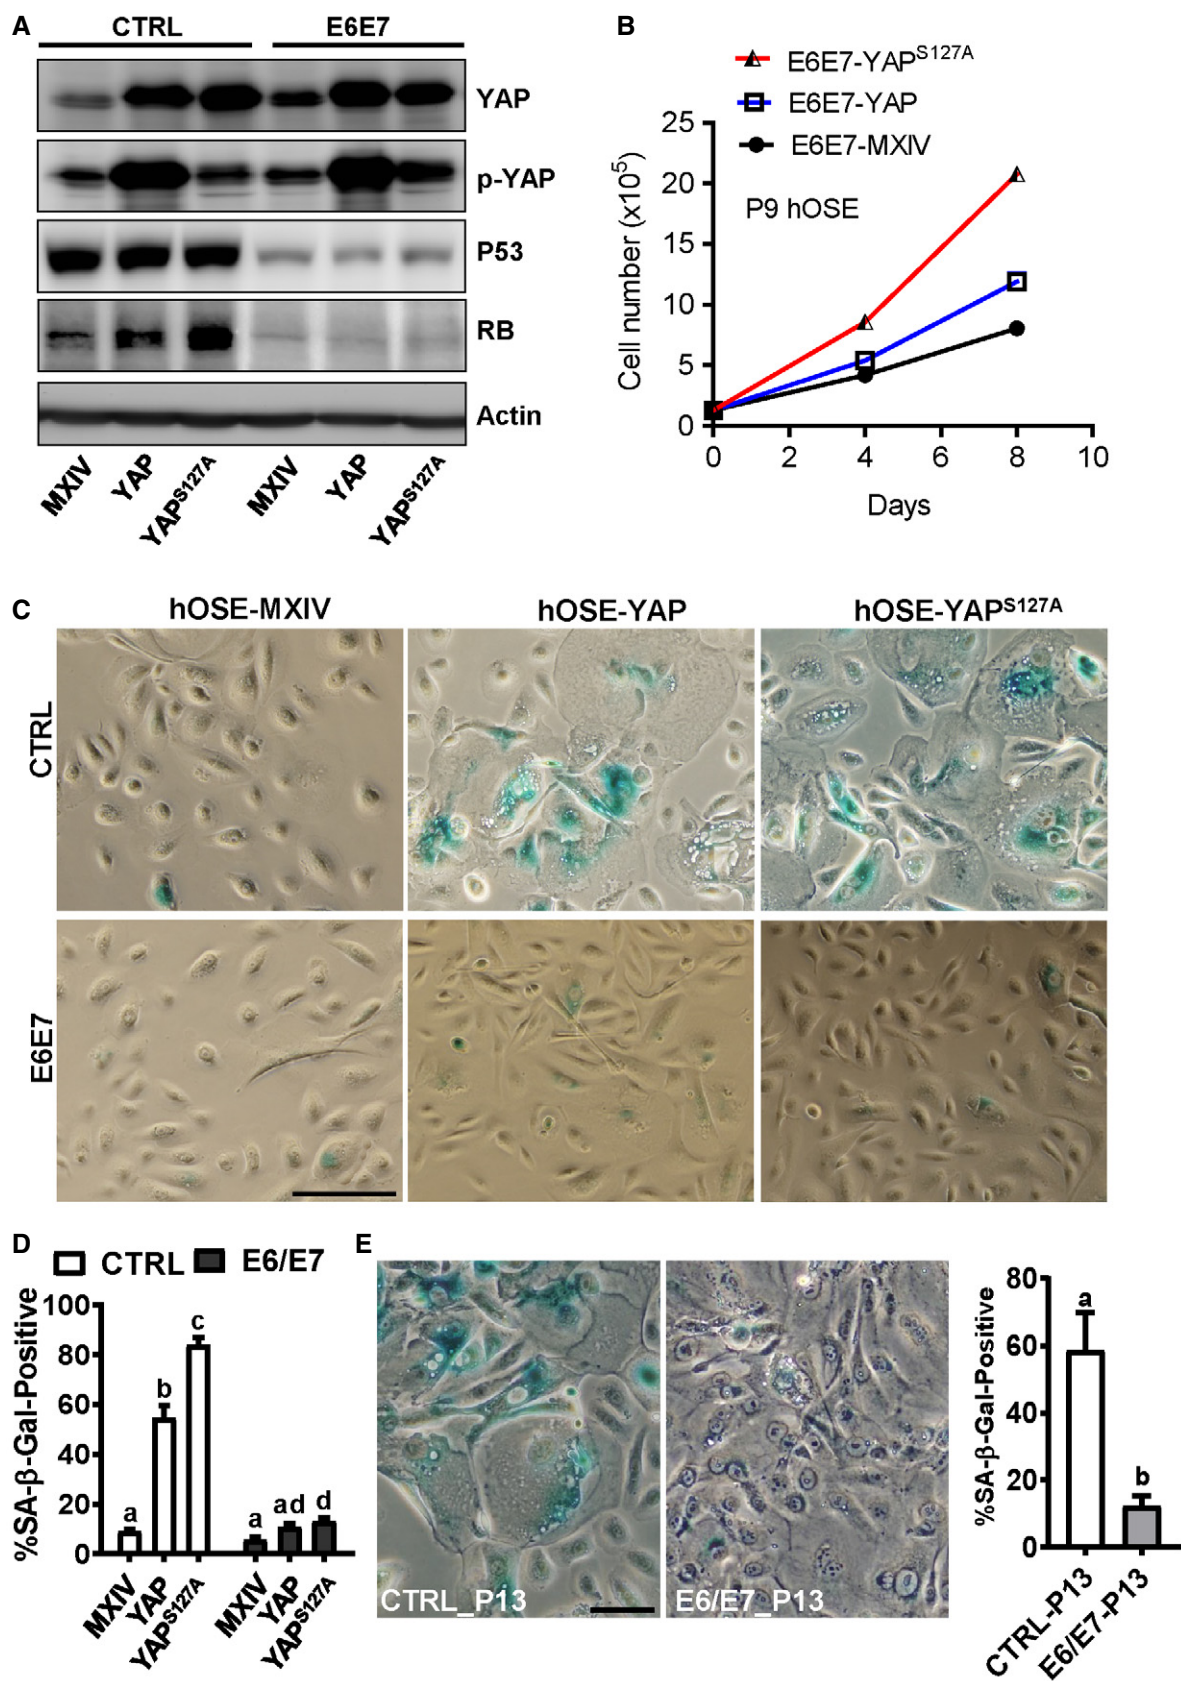 A
CTRL E6E7
YAP
p-YAP
P53
RB
Actin
MXIV YAP YAPS127A MXIV YAP YAPS127A
B
E6E7-YAPS127A
E6E7-YAP
E6E7-MXIV
P9 hOSE
Cell number (x10⁵)
25
20
15
10
5
0
0 2 4 6 8 10
Days
C
hOSE-MXIV hOSE-YAP hOSE-YAPS127A
CTRL
E6E7
D
CTRL E6/E7
%SA-β-Gal-Positive
100
80
60
40
20
0
a b c a ad d
MXIV YAP YAPS127A MXIV YAP YAPS127A
E
CTRL_P13 E6/E7_P13
%SA-β-Gal-Positive
80
60
40
20
0
a b
CTRL-P13 E6/E7-P13